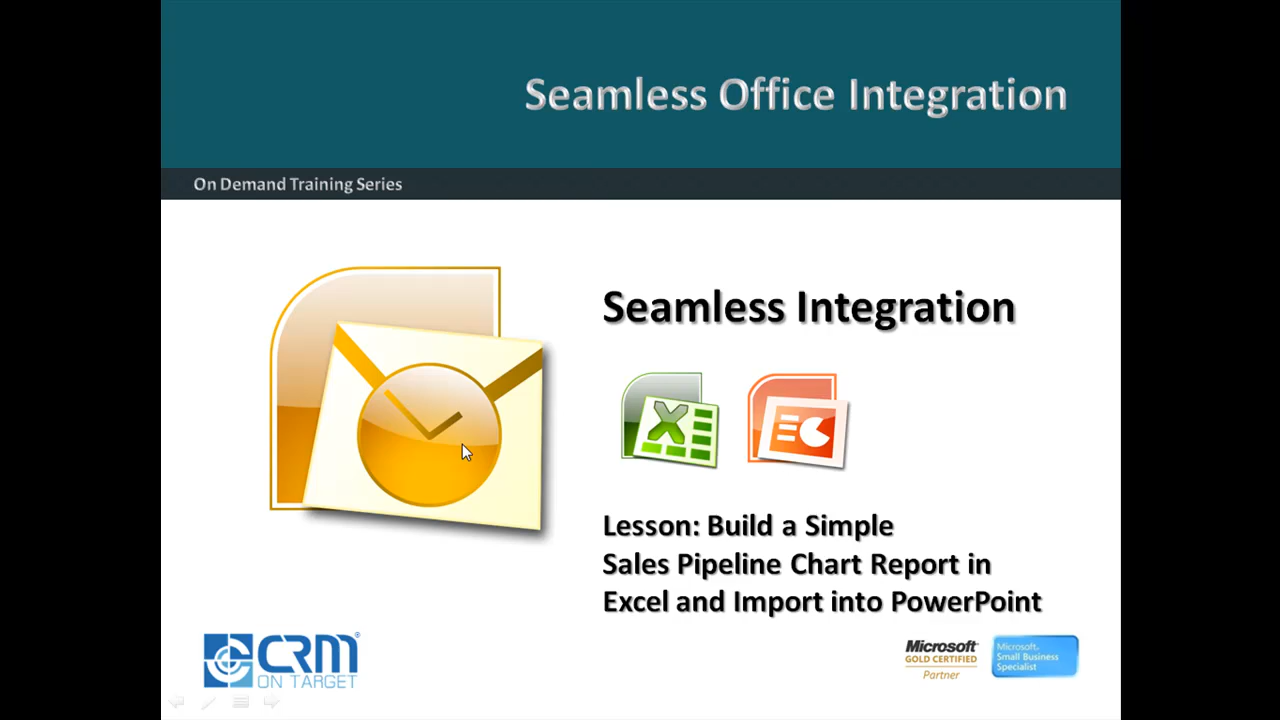 Seamless Office Integration
On Demand Training Series
Seamless Integration
Lesson: Build a Simple
Sales Pipeline Chart Report in
Excel and Import into PowerPoint
CRM®
ON TARGET
Microsoft
GOLD CERTIFIED
Partner
Microsoft.
Small Business
Specialist